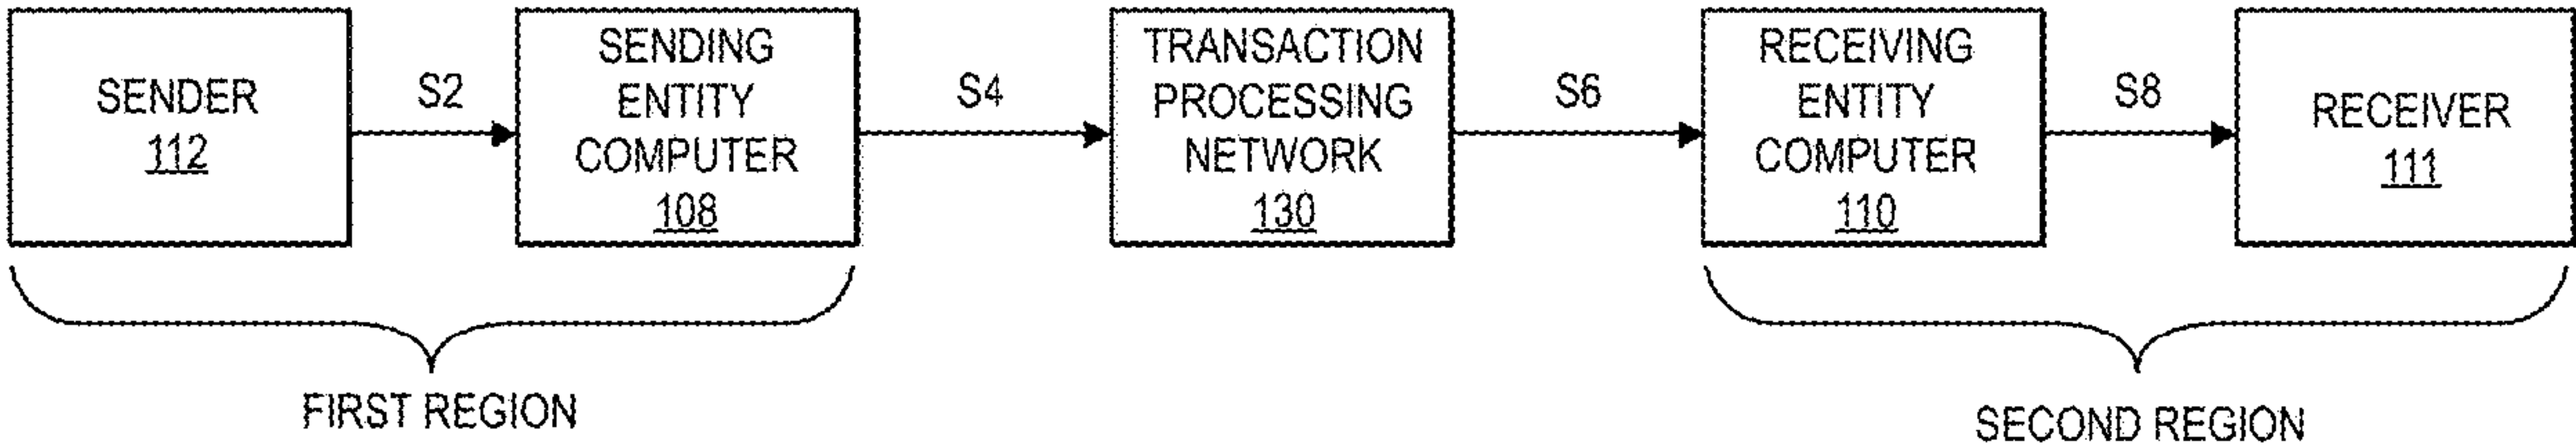 SENDER
112
S2
SENDING
ENTITY
COMPUTER
108
S4
TRANSACTION
PROCESSING
NETWORK
130
S6
RECEIVING
ENTITY
COMPUTER
110
S8
RECEIVER
111
FIRST REGION
SECOND REGION